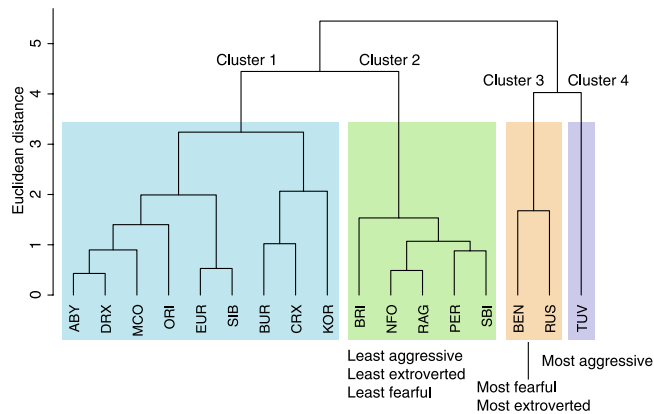 Euclidean distance
5
4
3
2
1
0
Cluster 1
Cluster 2
Cluster 3
Cluster 4
ABY
DRX
MCO
ORI
EUR
SIB
BUR
CRX
KOR
BRI
NFO
RAG
PER
SBI
BEN
RUS
TUV
Least aggressive
Least extroverted
Least fearful
Most aggressive
Most fearful
Most extroverted